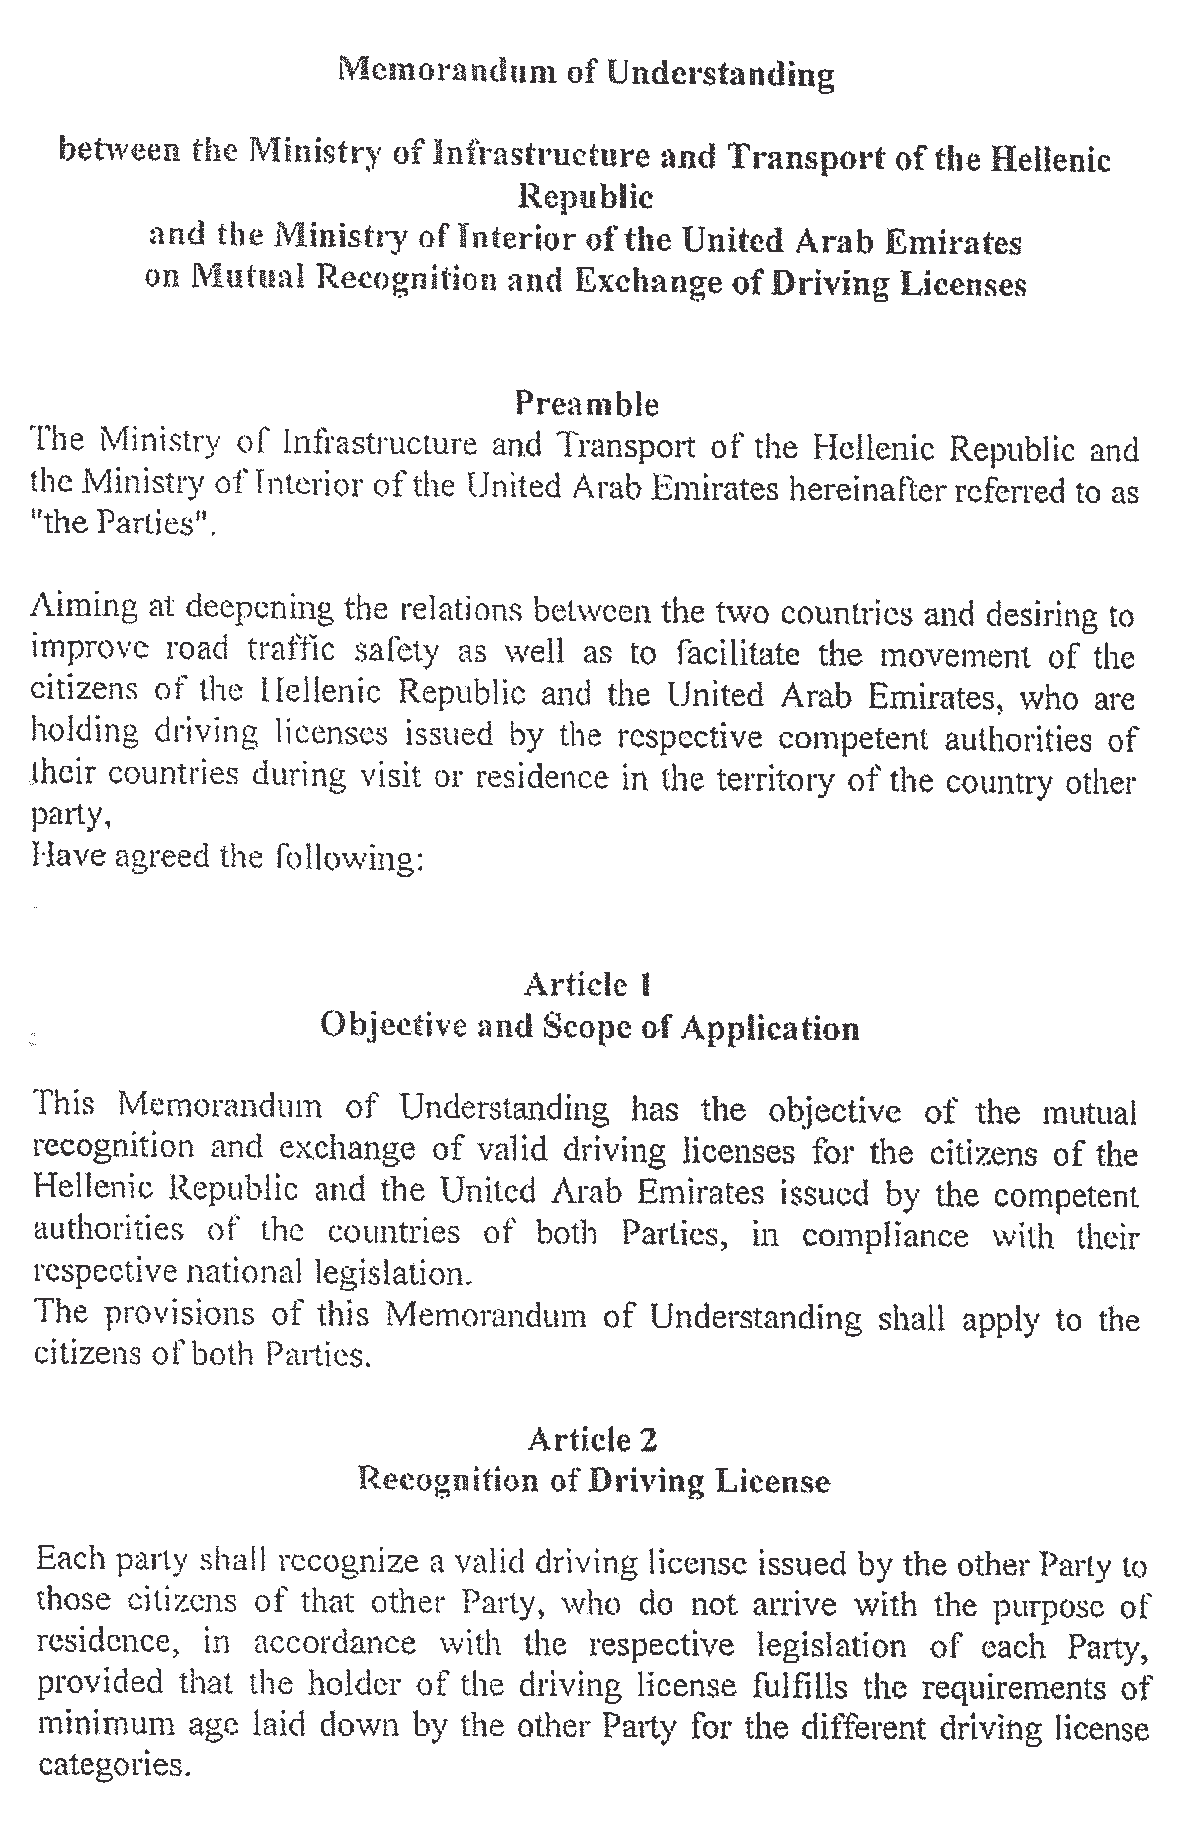 Memorandum of Understanding
between the Ministry of Infrastructure and Transport of the Hellenic
Republic
and the Ministry of Interior of the United Arab Emirates
on Mutual Recognition and Exchange of Driving Licenses
Preamble
The Ministry of Infrastructure and Transport of the Hellenic Republic and
the Ministry of Interior of the United Arab Emirates hereinafter referred to as
"the Parties".
Aiming at deepening the relations between the two countries and desiring to
improve road traffic safety as well as to facilitate the movement of the
citizens of the Hellenic Republic and the United Arab Emirates, who are
holding driving licenses issued by the respective competent authorities of
their countries during visit or residence in the territory of the country other
party,
Have agreed the following:
Article 1
Objective and Scope of Application
This Memorandum of Understanding has the objective of the mutual
recognition and exchange of valid driving licenses for the citizens of the
Hellenic Republic and the United Arab Emirates issued by the competent
authorities of the countries of both Parties, in compliance with their
respective national legislation.
The provisions of this Memorandum of Understanding shall apply to the
citizens of both Parties.
Article 2
Recognition of Driving License
Each party shall recognize a valid driving license issued by the other Party to
those citizens of that other Party, who do not arrive with the purpose of
residence, in accordance with the respective legislation of each Party,
provided that the holder of the driving license fulfills the requirements of
minimum age laid down by the other Party for the different driving license
categories.